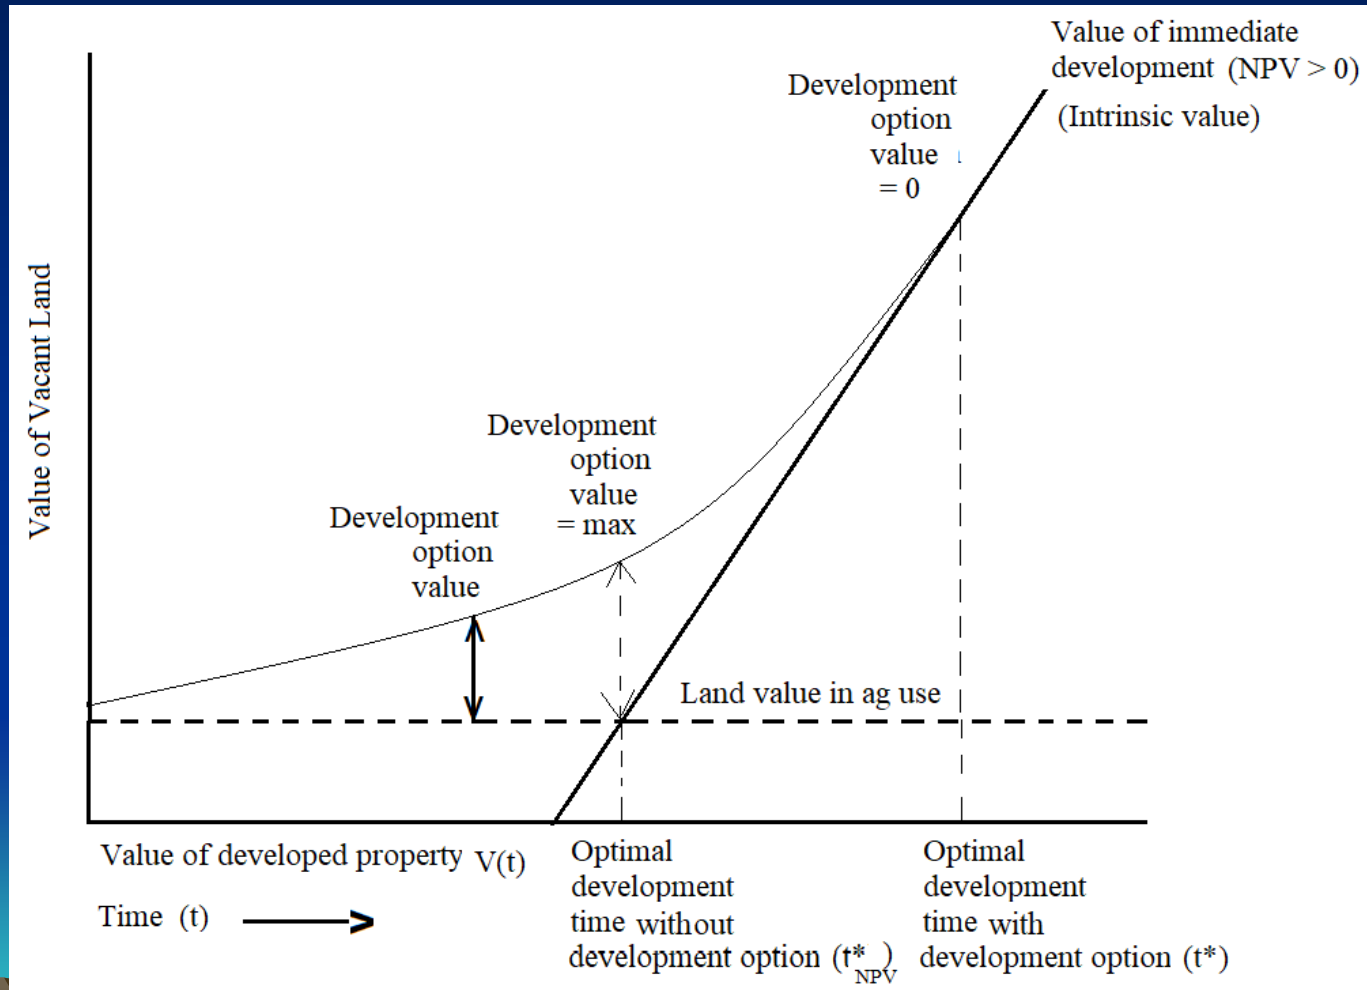 Value of immediate
development (NPV > 0)
(Intrinsic value)
Development
option
value
= 0
Development
option
value
= max
Development
option
value
Value of Vacant Land
Land value in ag use
Value of developed property V(t)
Time (t)
Optimal
development
time without
development option (t*NPV)
Optimal
development
time with
development option (t*)